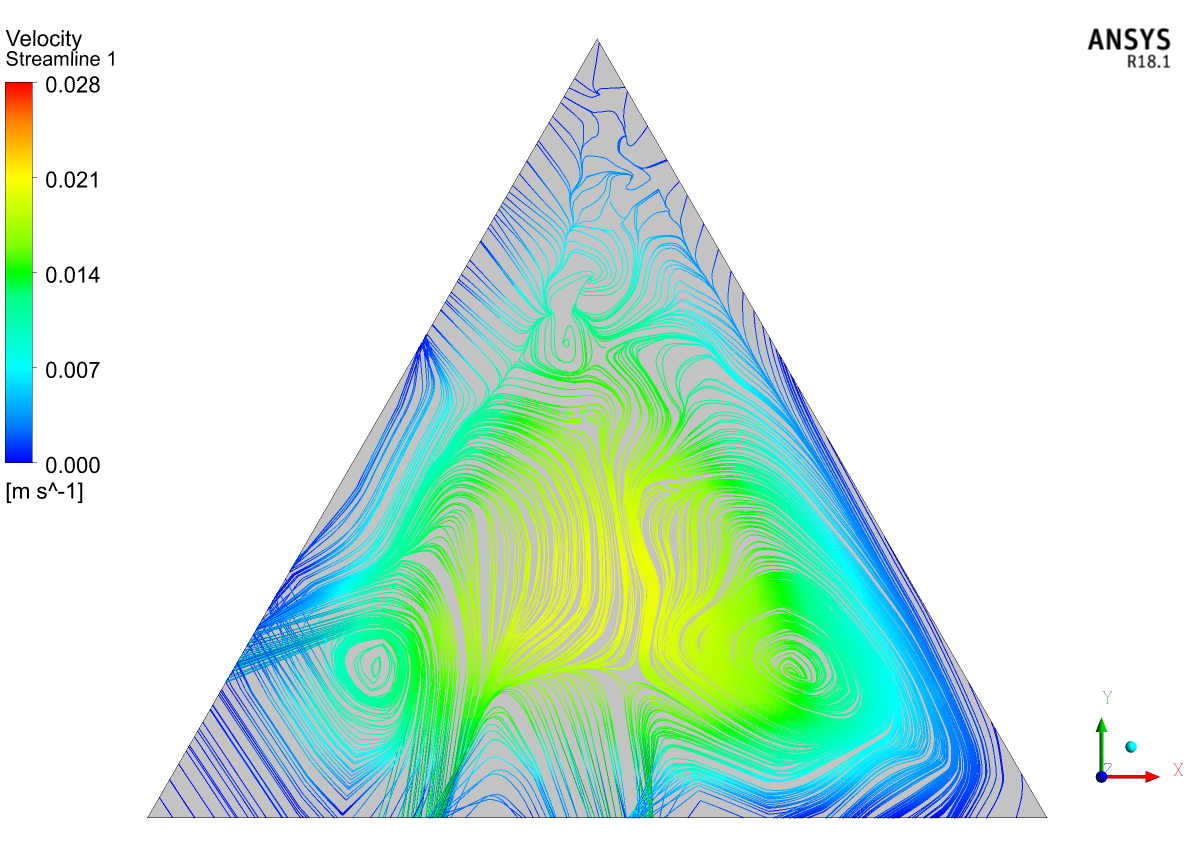 Velocity
Streamline 1
0.028
0.021
0.014
0.007
0.000
[m s^-1]
ANSYS
R18.1
Y
Z
X